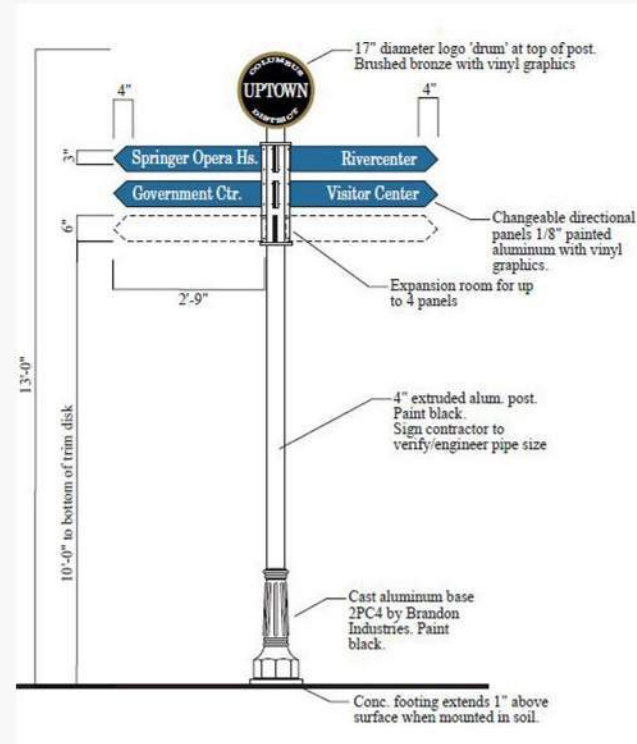 COLUMBUS
UPTOWN
DISTRICT
17" diameter logo 'drum' at top of post.
Brushed bronze with vinyl graphics
4"
4"
3"
Springer Opera Hs.
Rivercenter
Government Ctr.
Visitor Center
6"
Changeable directional
panels 1/8" painted
aluminum with vinyl
graphics.
2'-9"
Expansion room for up
to 4 panels
13'-0"
10'-0" to bottom of trim disk
4" extruded alum. post.
Paint black.
Sign contractor to
verify/engineer pipe size
Cast aluminum base
2PC4 by Brandon
Industries. Paint
black.
Conc. footing extends 1" above
surface when mounted in soil.